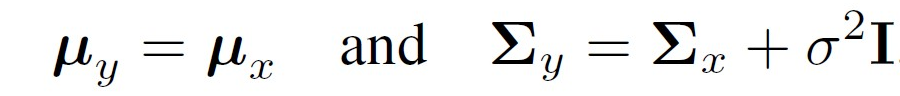 μ_y = μ_x and Σ_y = Σ_x + σ²I.